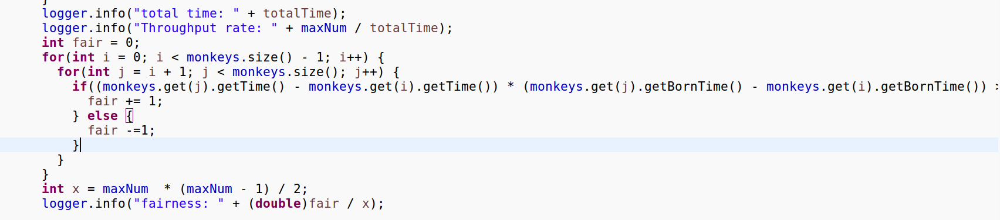 }
logger.info("total time: " + totalTime);
logger.info("Throughput rate: " + maxNum / totalTime);
int fair = 0;
for(int i = 0; i < monkeys.size() - 1; i++) {
  for(int j = i + 1; j < monkeys.size(); j++) {
    if((monkeys.get(j).getTime() - monkeys.get(i).getTime()) * (monkeys.get(j).getBornTime() - monkeys.get(i).getBornTime()) >
      fair += 1;
    } else {
      fair -=1;
    }
  }
}
int x = maxNum  * (maxNum - 1) / 2;
logger.info("fairness: " + (double)fair / x);